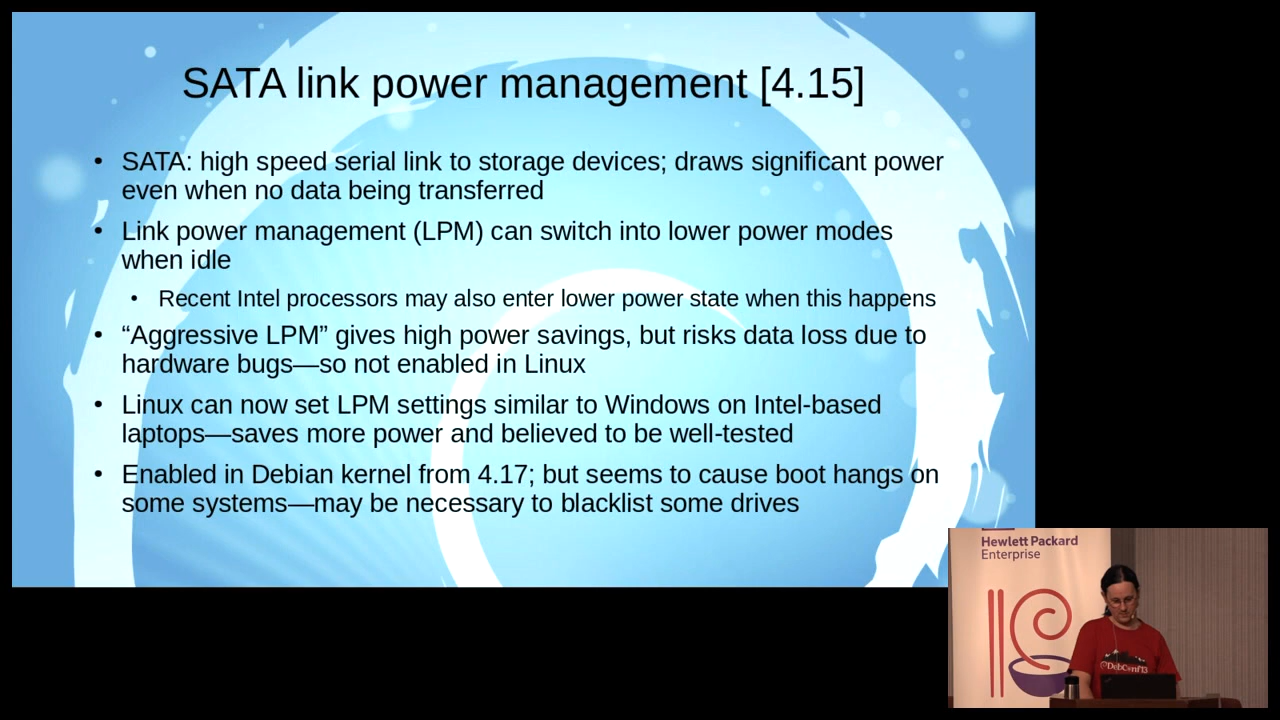 SATA link power management [4.15]
• SATA: high speed serial link to storage devices; draws significant power
even when no data being transferred
• Link power management (LPM) can switch into lower power modes
when idle
• Recent Intel processors may also enter lower power state when this happens
• “Aggressive LPM” gives high power savings, but risks data loss due to
hardware bugs—so not enabled in Linux
• Linux can now set LPM settings similar to Windows on Intel-based
laptops—saves more power and believed to be well-tested
• Enabled in Debian kernel from 4.17; but seems to cause boot hangs on
some systems—may be necessary to blacklist some drives
Hewlett Packard
Enterprise
@DebConf13